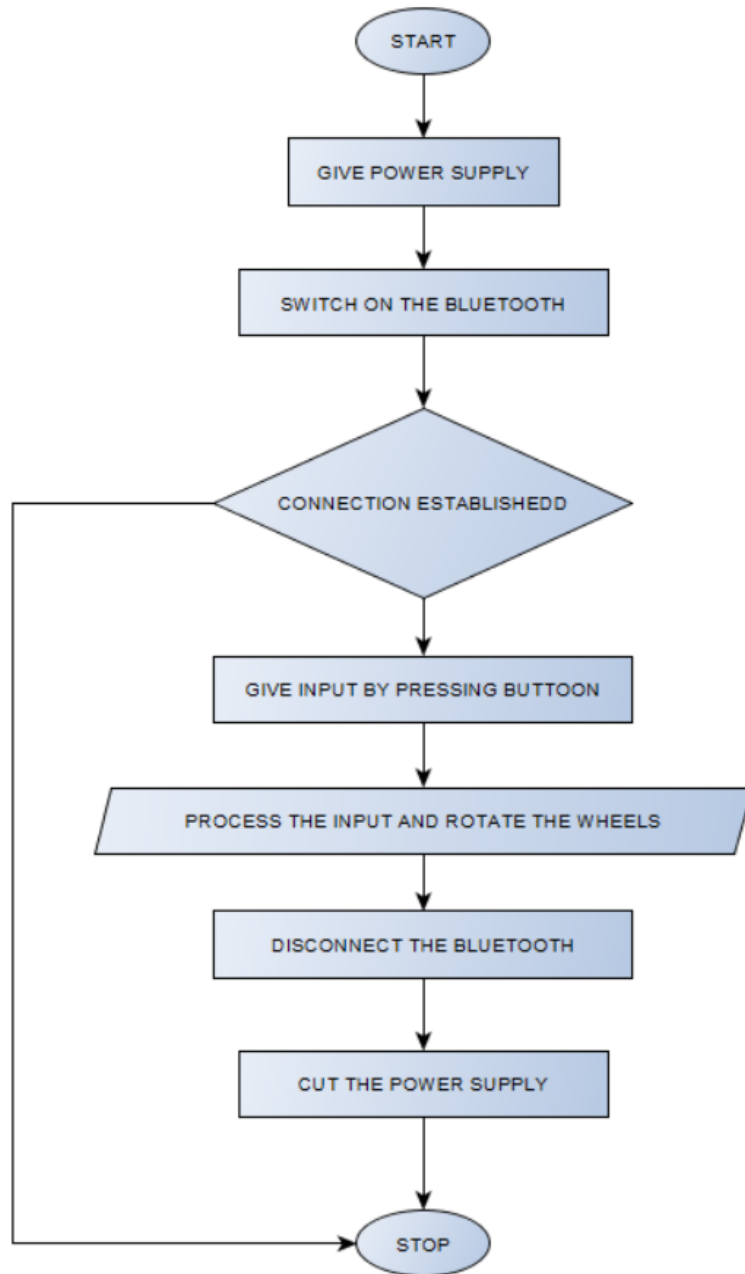 START
GIVE POWER SUPPLY
SWITCH ON THE BLUETOOTH
CONNECTION ESTABLISHEDD
GIVE INPUT BY PRESSING BUTTOON
PROCESS THE INPUT AND ROTATE THE WHEELS
DISCONNECT THE BLUETOOTH
CUT THE POWER SUPPLY
STOP